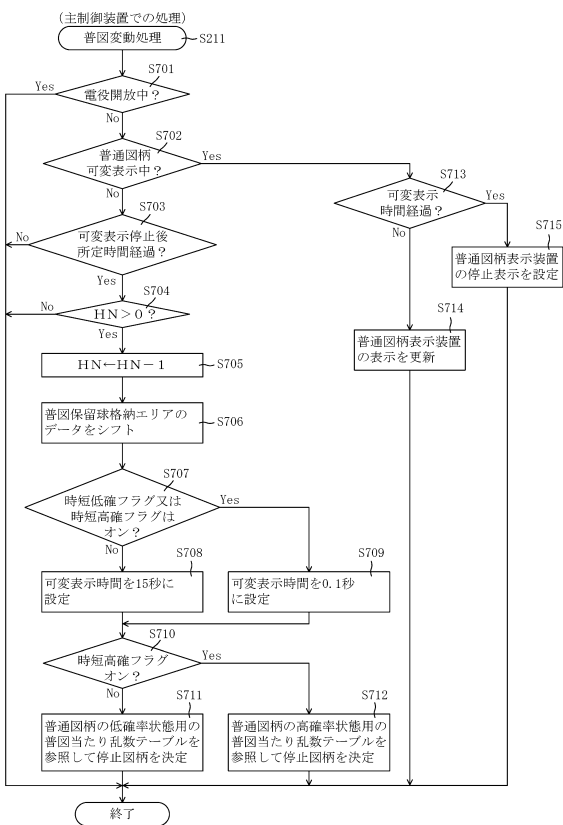 (主制御装置での処理)
普図変動処理
S211
S701
電役開放中？
Yes
No
S702
普通図柄
可変表示中？
Yes
No
S713
可変表示
時間経過？
Yes
No
S703
可変表示停止後
所定時間経過？
No
Yes
S715
普通図柄表示装置
の停止表示を設定
S704
HN＞０？
No
Yes
S714
普通図柄表示装置
の表示を更新
HN←HN－１
S705
普図保留球格納エリアの
データをシフト
S706
S707
時短低確フラグ又は
時短高確フラグは
オン？
Yes
No
S708
可変表示時間を15秒に
設定
S709
可変表示時間を0.1秒
に設定
S710
時短高確フラグ
オン？
Yes
No
S711
普通図柄の低確率状態用の
普図当たり乱数テーブルを
参照して停止図柄を決定
S712
普通図柄の高確率状態用の
普図当たり乱数テーブルを
参照して停止図柄を決定
終了